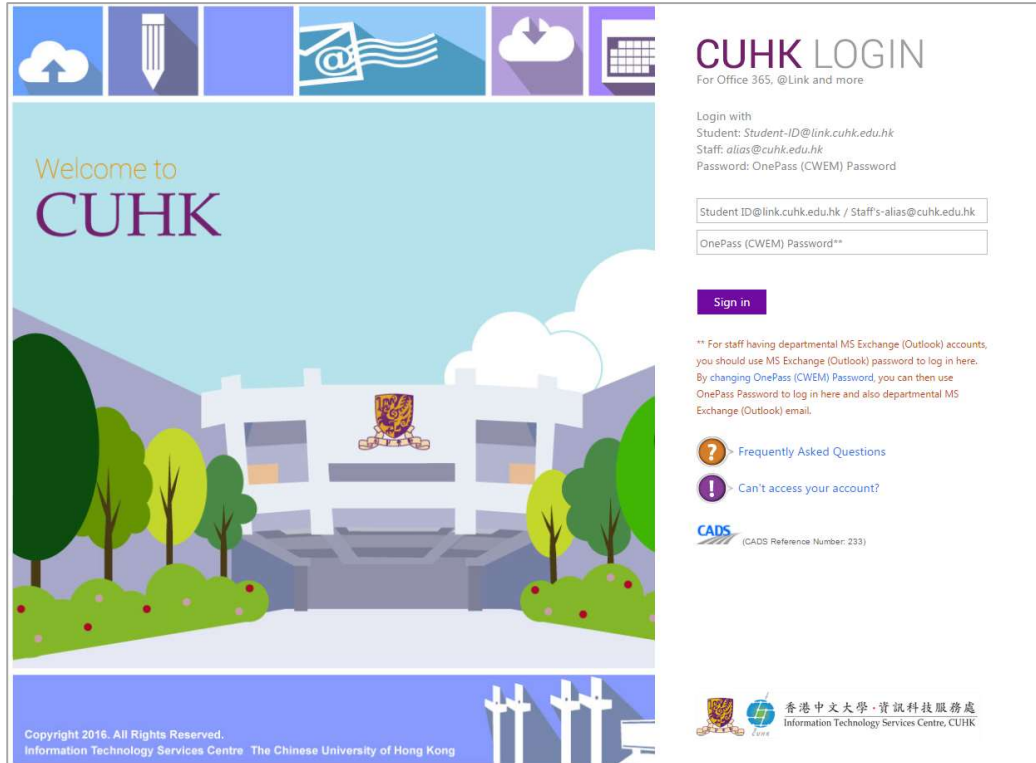 Welcome to
CUHK
Copyright 2016. All Rights Reserved.
Information Technology Services Centre The Chinese University of Hong Kong
CUHK LOGIN
For Office 365, @Link and more
Login with
Student: Student-ID@link.cuhk.edu.hk
Staff: alias@cuhk.edu.hk
Password: OnePass (CWEM) Password
Student ID@link.cuhk.edu.hk / Staff's-alias@cuhk.edu.hk
OnePass (CWEM) Password**
Sign in
** For staff having departmental MS Exchange (Outlook) accounts,
you should use MS Exchange (Outlook) password to log in here.
By changing OnePass (CWEM) Password, you can then use
OnePass Password to log in here and also departmental MS
Exchange (Outlook) email.
Frequently Asked Questions
Can't access your account?
CADS (CADS Reference Number: 233)
香港中文大學·資訊科技服務處
Information Technology Services Centre, CUHK